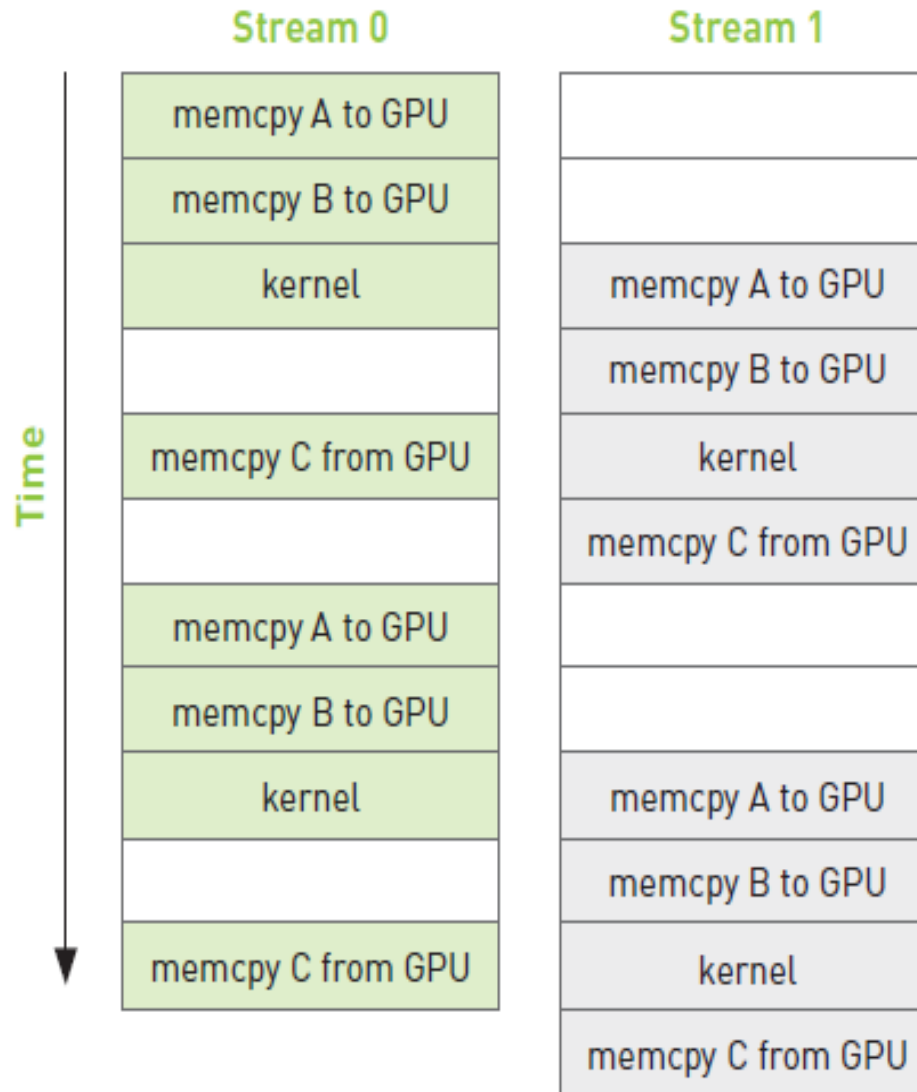 Stream 0
Stream 1
Time
memcpy A to GPU
memcpy B to GPU
kernel
memcpy A to GPU
memcpy B to GPU
memcpy C from GPU
kernel
memcpy C from GPU
memcpy A to GPU
memcpy B to GPU
kernel
memcpy A to GPU
memcpy B to GPU
memcpy C from GPU
kernel
memcpy C from GPU